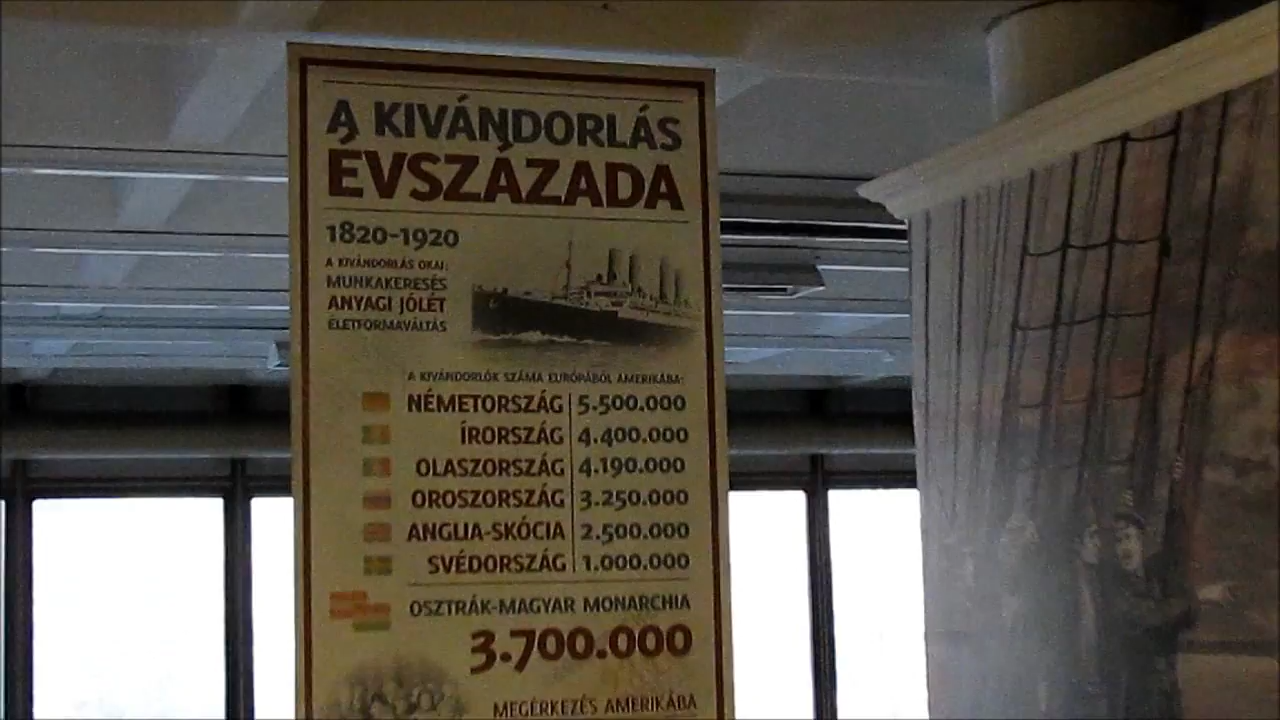 A KIVÁNDORLÁS
ÉVSZÁZADA
1820-1920
A KIVÁNDORLÁS OKAI:
MUNKAKERESÉS
ANYAGI JÓLÉT
ÉLETFORMAVÁLTÁS
A KIVÁNDORLÓK SZÁMA EURÓPÁBÓL AMERIKÁBA:
NÉMETORSZÁG 5.500.000
ÍRORSZÁG 4.400.000
OLASZORSZÁG 4.190.000
OROSZORSZÁG 3.250.000
ANGLIA-SKÓCIA 2.500.000
SVÉDORSZÁG 1.000.000
OSZTRÁK-MAGYAR MONARCHIA
3.700.000
MEGÉRKEZÉS AMERIKÁBA